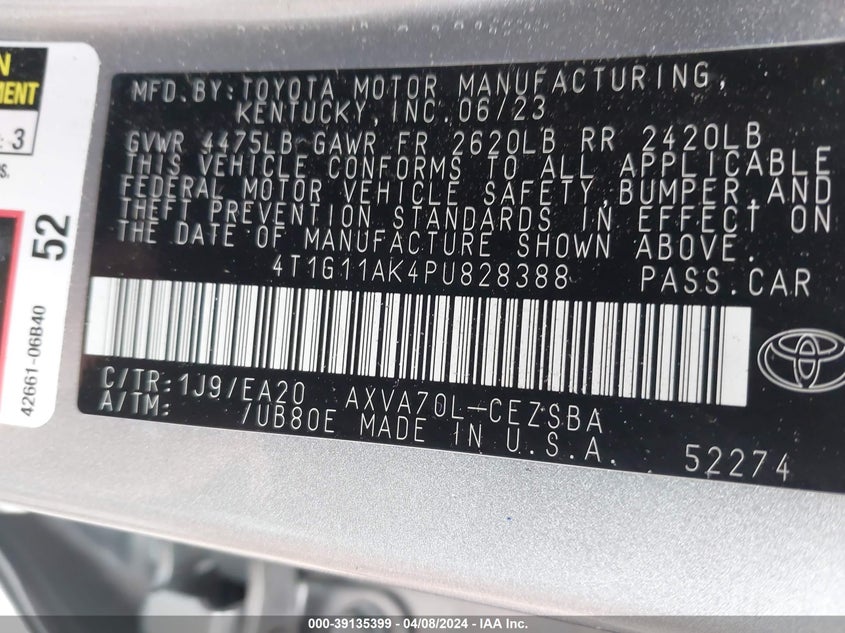 N
MENT
: 3
s.
52
42661-06B40
MFD.BY:TOYOTA MOTOR MANUFACTURING,
KENTUCKY,INC.06/23
GVWR 4475LB GAWR FR 2620LB RR 2420LB
THIS VEHICLE CONFORMS TO ALL APPLICABLE
FEDERAL MOTOR VEHICLE SAFETY,BUMPER,AND
THEFT PREVENTION STANDARDS IN EFFECT ON
THE DATE OF MANUFACTURE SHOWN ABOVE.
4T1G11AK4PU828388 PASS.CAR
C/TR:1J9/EA20 AXVA70L-CEZSBA
A/TM: /UB80E MADE IN U.S.A.
52274
000-39135399 - 04/08/2024 - IAA Inc.